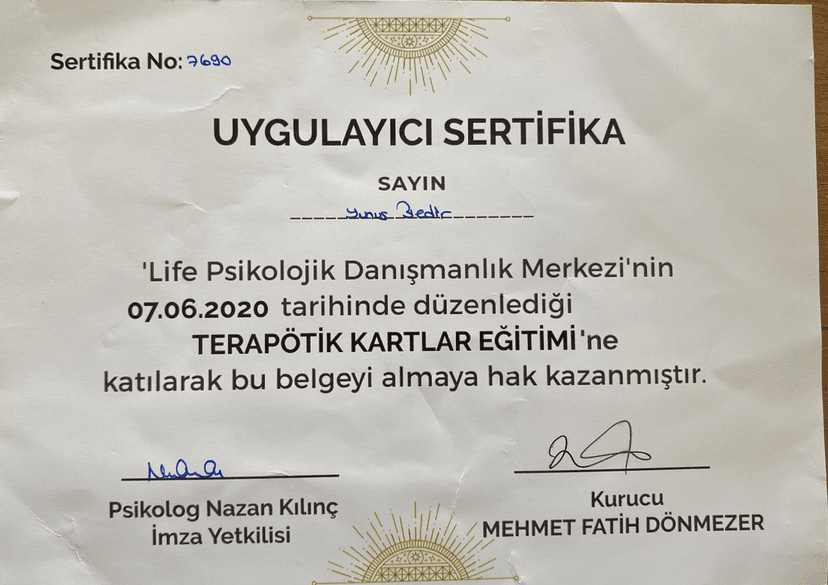 Sertifika No: 7690
UYGULAYICI SERTİFİKA
SAYIN
Yunus Bedir
'Life Psikolojik Danışmanlık Merkezi'nin
07.06.2020 tarihinde düzenlediği
TERAPÖTİK KARTLAR EĞİTİMİ'ne
katılarak bu belgeyi almaya hak kazanmıştır.
Psikolog Nazan Kılınç
İmza Yetkilisi
Kurucu
MEHMET FATİH DÖNMEZER